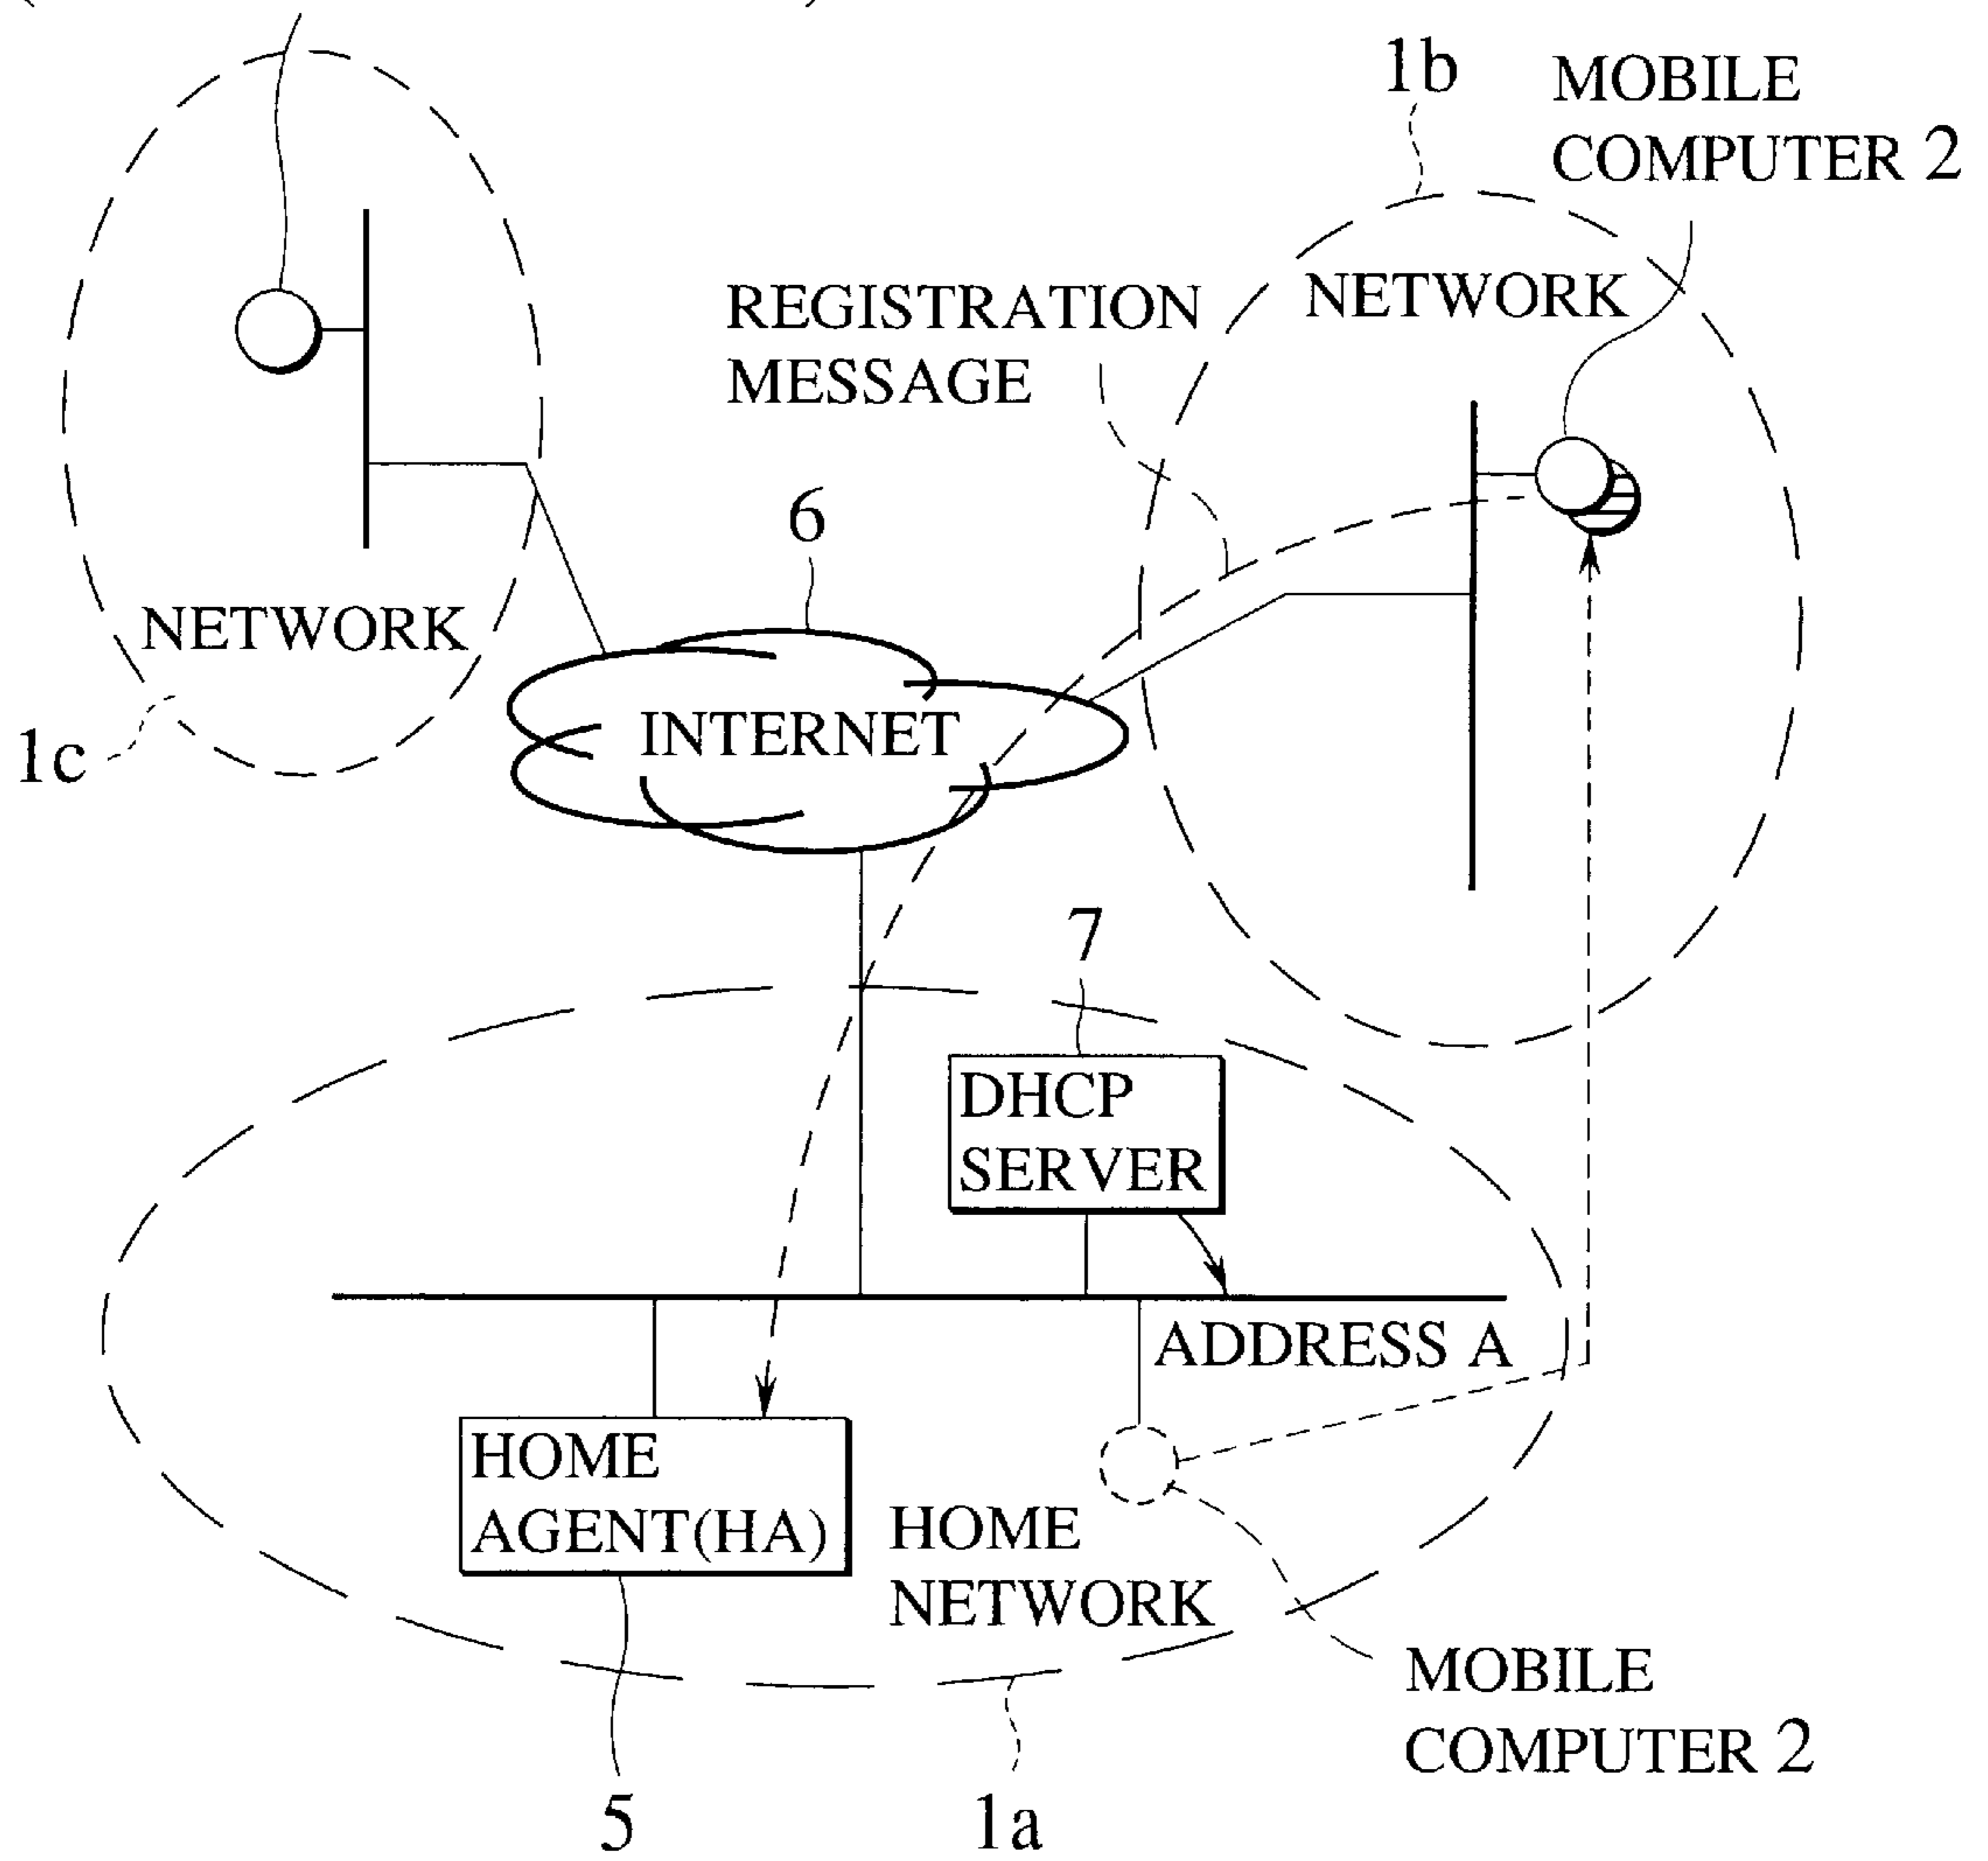 1b
MOBILE
COMPUTER 2
NETWORK
REGISTRATION
MESSAGE
6
NETWORK
1c
INTERNET
7
DHCP
SERVER
ADDRESS A
HOME
AGENT(HA)
HOME
NETWORK
MOBILE
COMPUTER 2
5
1a